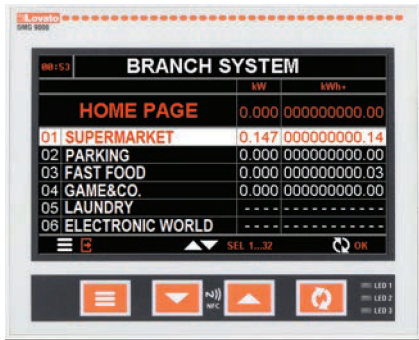 Lovato
DMG 9000
00:53 BRANCH SYSTEM
kW kWh+
HOME PAGE 0.000 000000000.00
01 SUPERMARKET 0.147 000000000.14
02 PARKING 0.000 000000000.00
03 FAST FOOD 0.000 000000000.03
04 GAME&CO. 0.000 000000000.00
05 LAUNDRY ---- ------------
06 ELECTRONIC WORLD ---- ------------
SEL 1...32 OK
NFC
LED 1
LED 2
LED 3